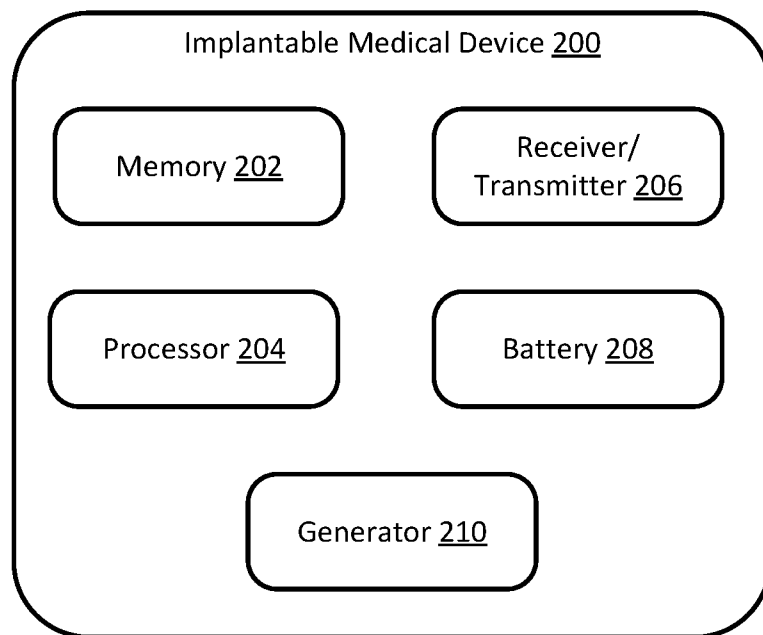 Implantable Medical Device 200
Memory 202
Receiver/
Transmitter 206
Processor 204
Battery 208
Generator 210